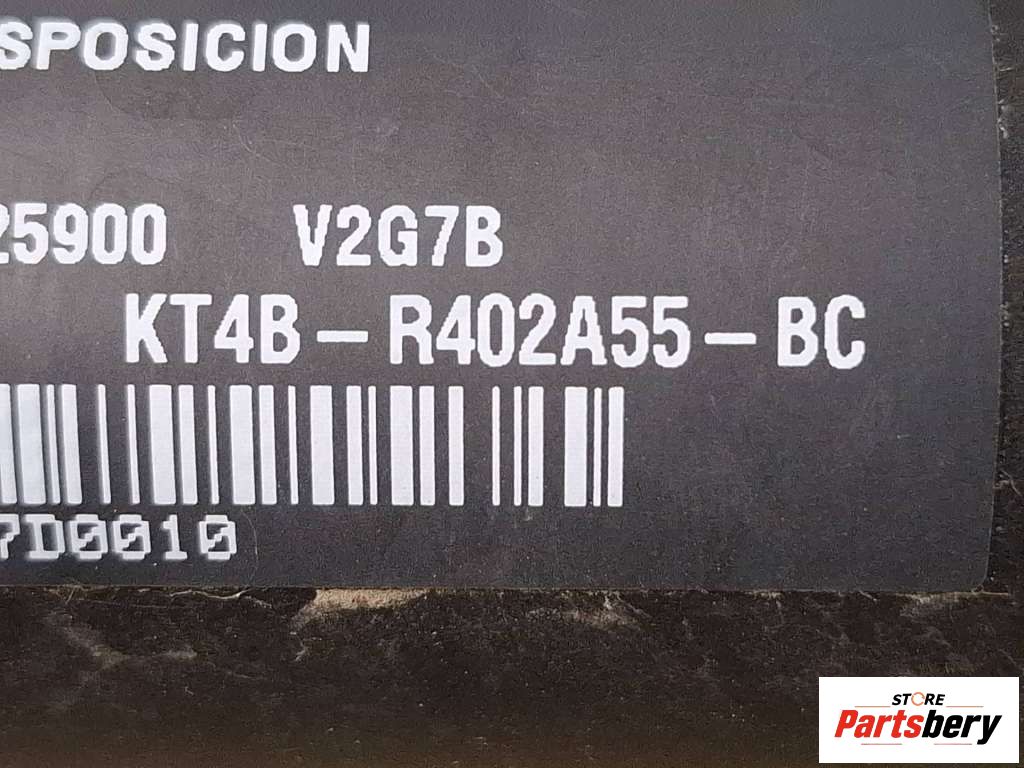 SPOSICION
25900 V2G7B
KT4B-R402A55-BC
7D0010
STORE
Partsbery